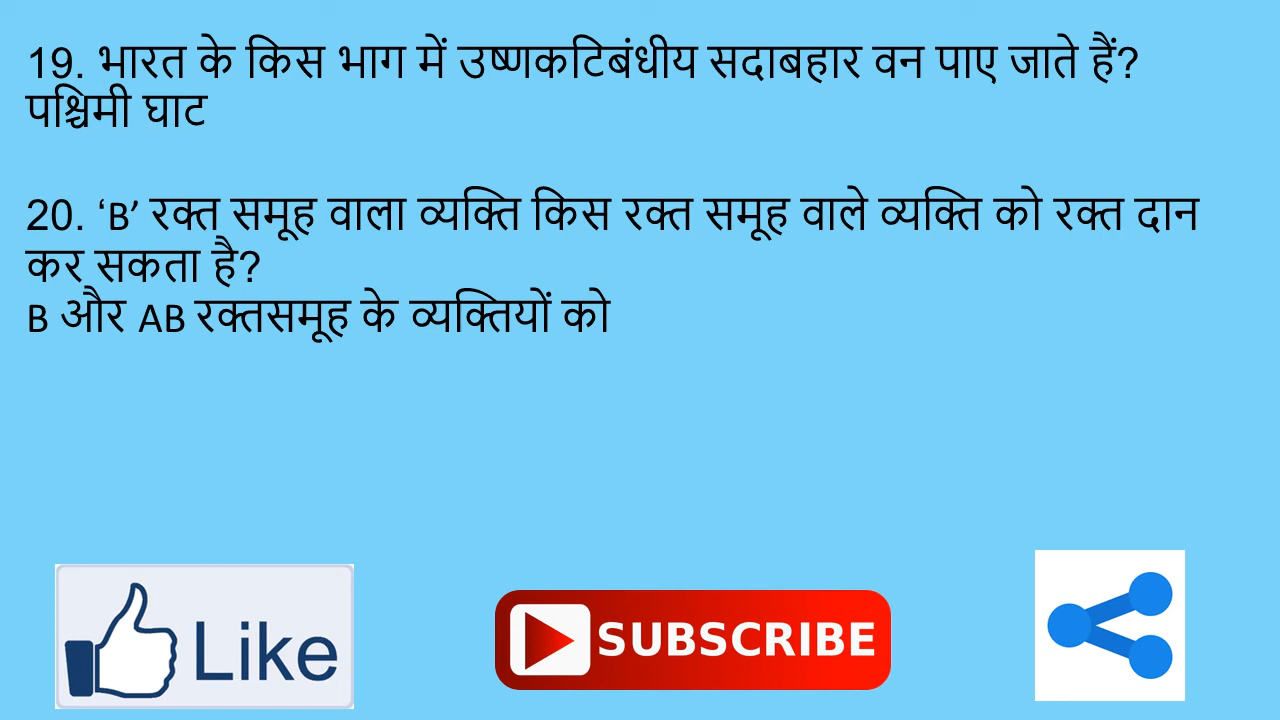 19. भारत के किस भाग में उष्णकटिबंधीय सदाबहार वन पाए जाते हैं?
पश्चिमी घाट
20. ‘B’ रक्त समूह वाला व्यक्ति किस रक्त समूह वाले व्यक्ति को रक्त दान
कर सकता है?
B और AB रक्तसमूह के व्यक्तियों को
Like
SUBSCRIBE